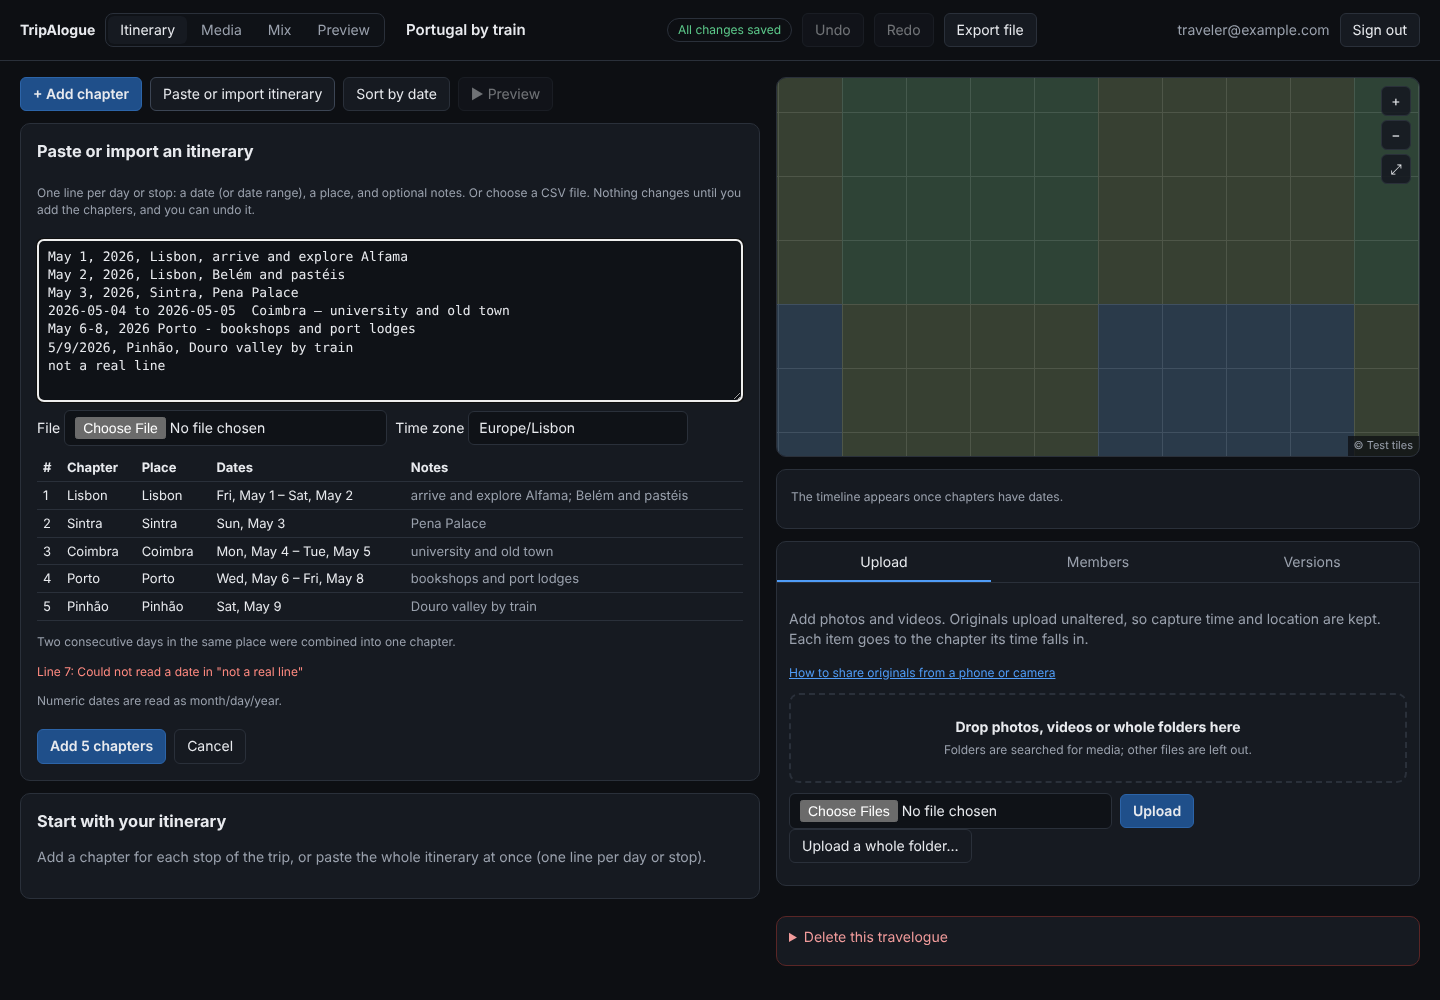 TripAlogue Itinerary Media Mix Preview Portugal by train All changes saved Undo Redo Export file traveler@example.com Sign out
+ Add chapter Paste or import itinerary Sort by date ▶ Preview
Paste or import an itinerary
One line per day or stop: a date (or date range), a place, and optional notes. Or choose a CSV file. Nothing changes until you
add the chapters, and you can undo it.
May 1, 2026, Lisbon, arrive and explore Alfama
May 2, 2026, Lisbon, Belém and pastéis
May 3, 2026, Sintra, Pena Palace
2026-05-04 to 2026-05-05  Coimbra – university and old town
May 6-8, 2026 Porto - bookshops and port lodges
5/9/2026, Pinhão, Douro valley by train
not a real line
File Choose File No file chosen Time zone Europe/Lisbon
# Chapter Place Dates Notes
1 Lisbon Lisbon Fri, May 1 – Sat, May 2 arrive and explore Alfama; Belém and pastéis
2 Sintra Sintra Sun, May 3 Pena Palace
3 Coimbra Coimbra Mon, May 4 – Tue, May 5 university and old town
4 Porto Porto Wed, May 6 – Fri, May 8 bookshops and port lodges
5 Pinhão Pinhão Sat, May 9 Douro valley by train
Two consecutive days in the same place were combined into one chapter.
Line 7: Could not read a date in "not a real line"
Numeric dates are read as month/day/year.
Add 5 chapters Cancel
Start with your itinerary
Add a chapter for each stop of the trip, or paste the whole itinerary at once (one line per day or stop).
+
−
⤢
© Test tiles
The timeline appears once chapters have dates.
Upload Members Versions
Add photos and videos. Originals upload unaltered, so capture time and location are kept.
Each item goes to the chapter its time falls in.
How to share originals from a phone or camera
Drop photos, videos or whole folders here
Folders are searched for media; other files are left out.
Choose Files No file chosen Upload
Upload a whole folder…
▶ Delete this travelogue